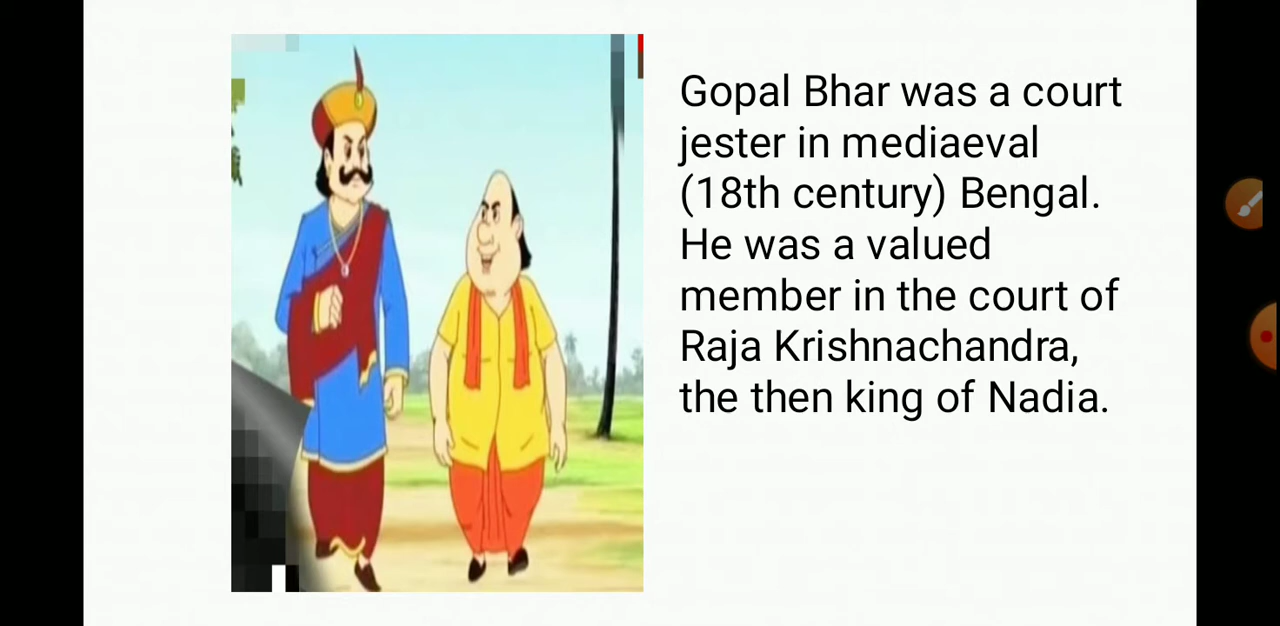 Gopal Bhar was a court
jester in mediaeval
(18th century) Bengal.
He was a valued
member in the court of
Raja Krishnachandra,
the then king of Nadia.